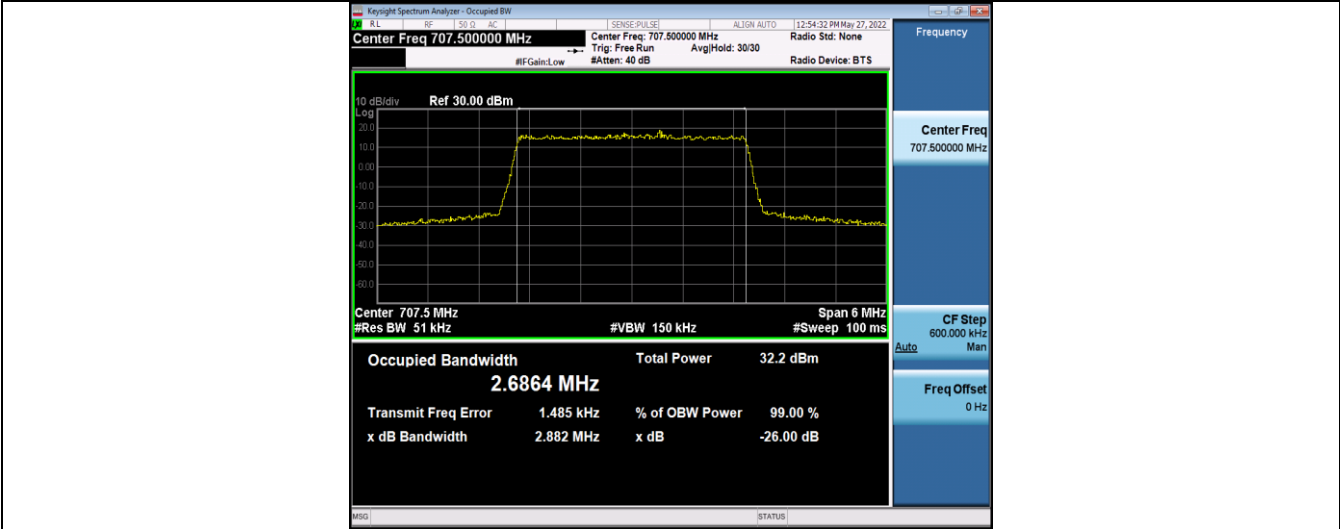 Keysight Spectrum Analyzer - Occupied BW
LXI RL RF 50 Ω AC SENSE:PULSE ALIGN AUTO 12:54:32 PM May 27, 2022
Center Freq 707.500000 MHz
Center Freq: 707.500000 MHz
Radio Std: None
Trig: Free Run Avg|Hold: 30/30
#IFGain:Low #Atten: 40 dB Radio Device: BTS
Frequency
10 dB/div Ref 30.00 dBm
Log
20.0
10.0
0.00
-10.0
-20.0
-30.0
-40.0
-50.0
-60.0
Center 707.5 MHz Span 6 MHz
#Res BW 51 kHz #VBW 150 kHz #Sweep 100 ms
Occupied Bandwidth Total Power 32.2 dBm
2.6864 MHz
Transmit Freq Error 1.485 kHz % of OBW Power 99.00 %
x dB Bandwidth 2.882 MHz x dB -26.00 dB
Center Freq
707.500000 MHz
CF Step
600.000 kHz
Auto Man
Freq Offset
0 Hz
MSG STATUS